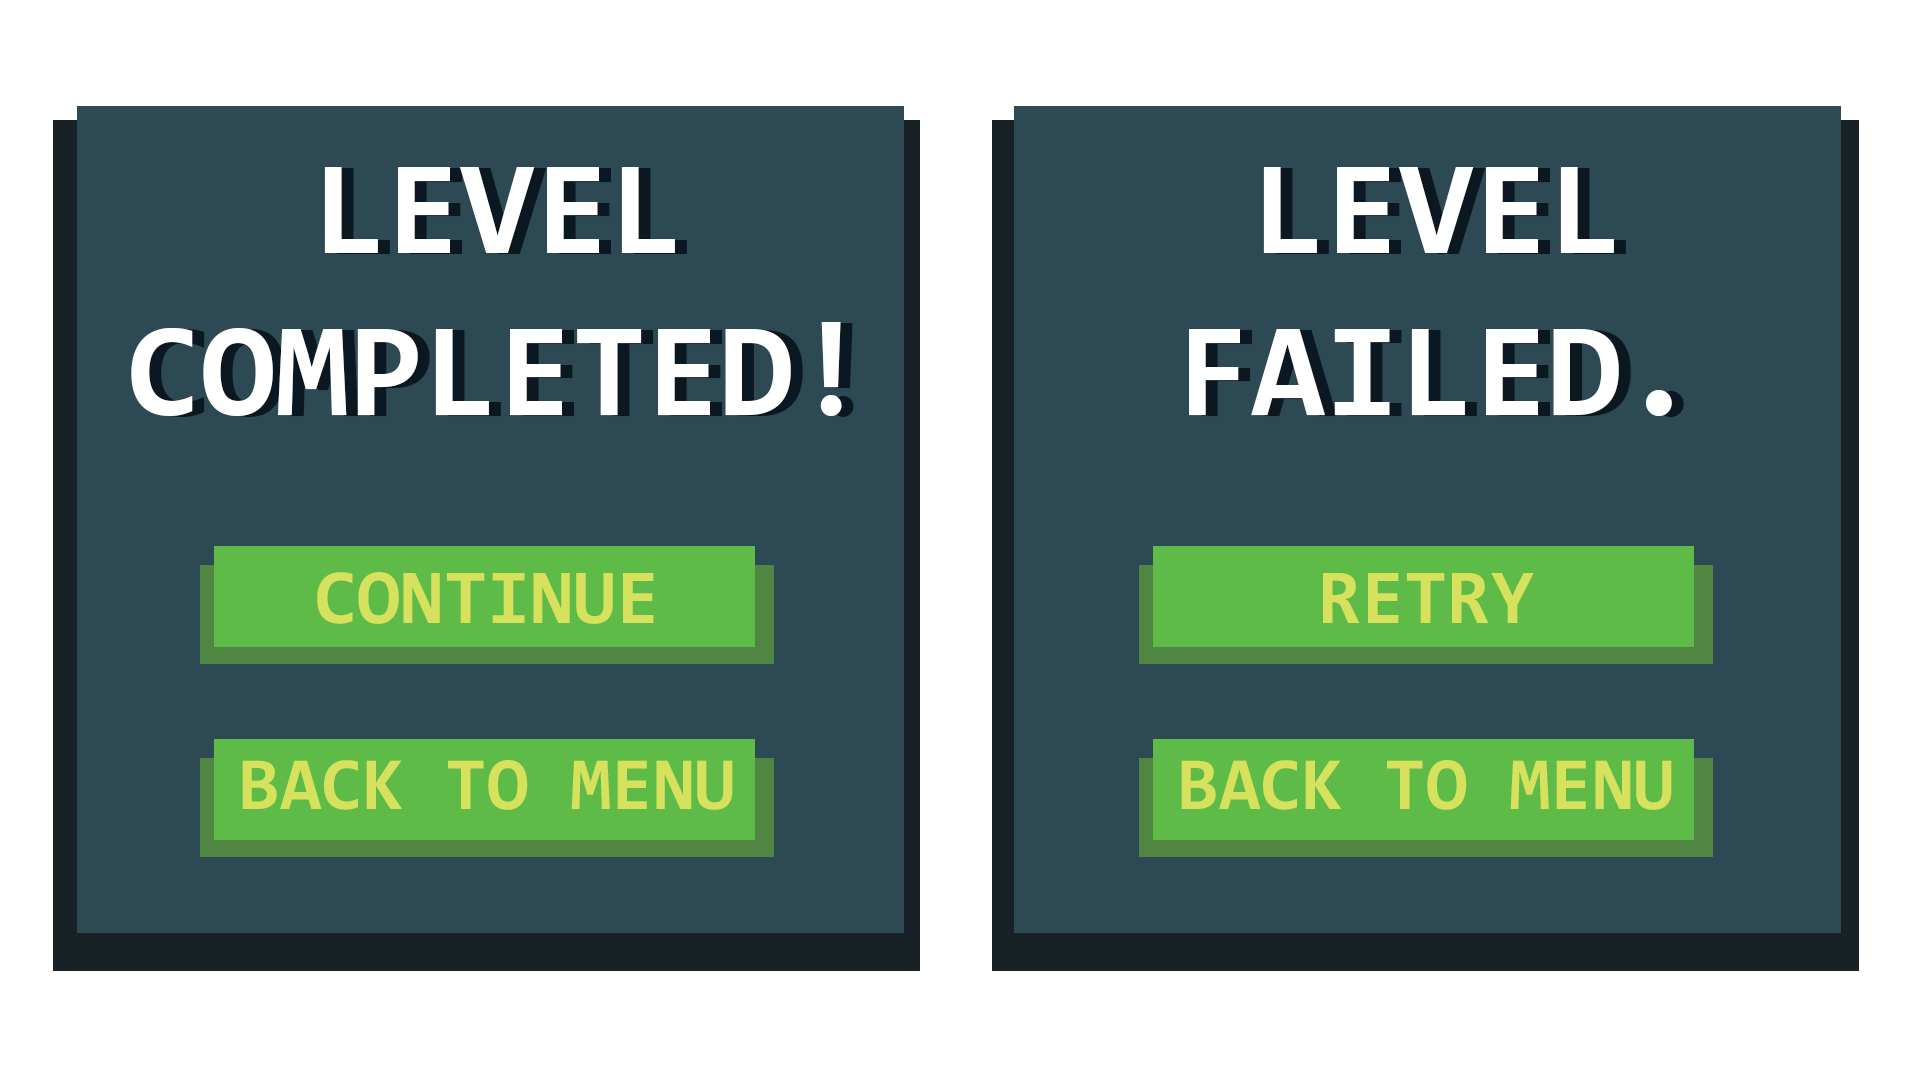 LEVEL
COMPLETED!
CONTINUE
BACK TO MENU
LEVEL
FAILED.
RETRY
BACK TO MENU